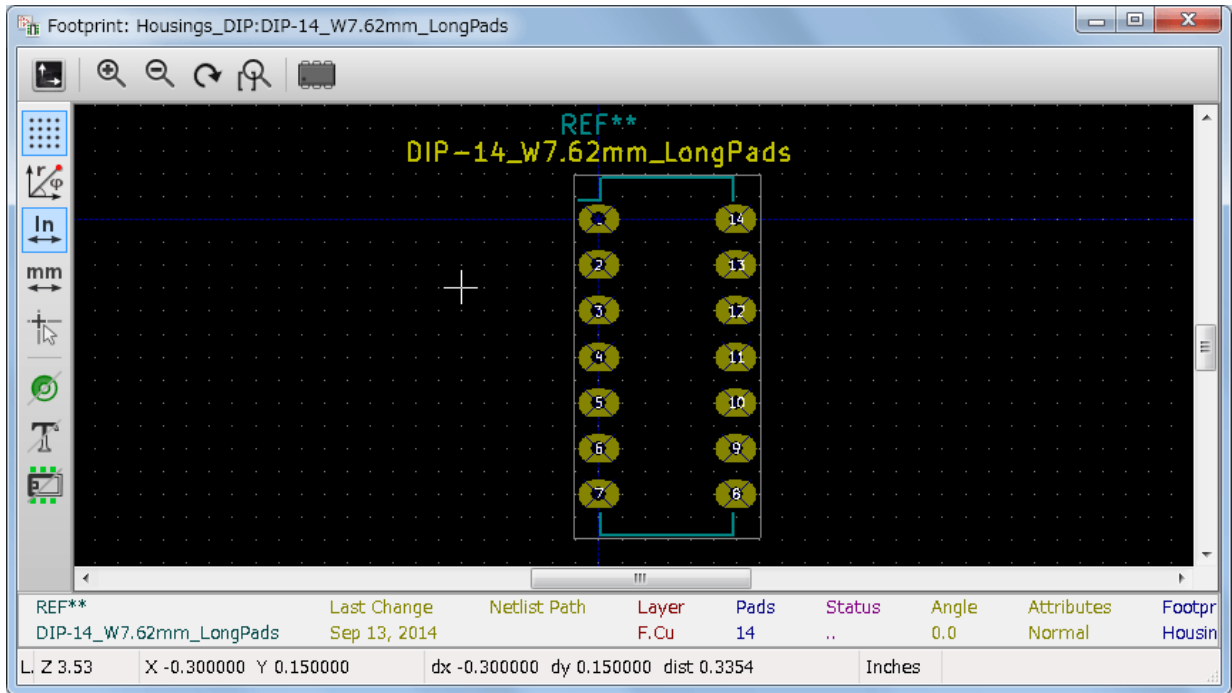 Footprint: Housings_DIP:DIP-14_W7.62mm_LongPads
In
mm
REF**
DIP-14_W7.62mm_LongPads
14
2 13
3 12
4 11
5 10
6 9
7
REF** Last Change Netlist Path Layer Pads Status Angle Attributes Footpr
DIP-14_W7.62mm_LongPads Sep 13, 2014 F.Cu 14 .. 0.0 Normal Housin
L. Z 3.53 X -0.300000 Y 0.150000 dx -0.300000 dy 0.150000 dist 0.3354 Inches